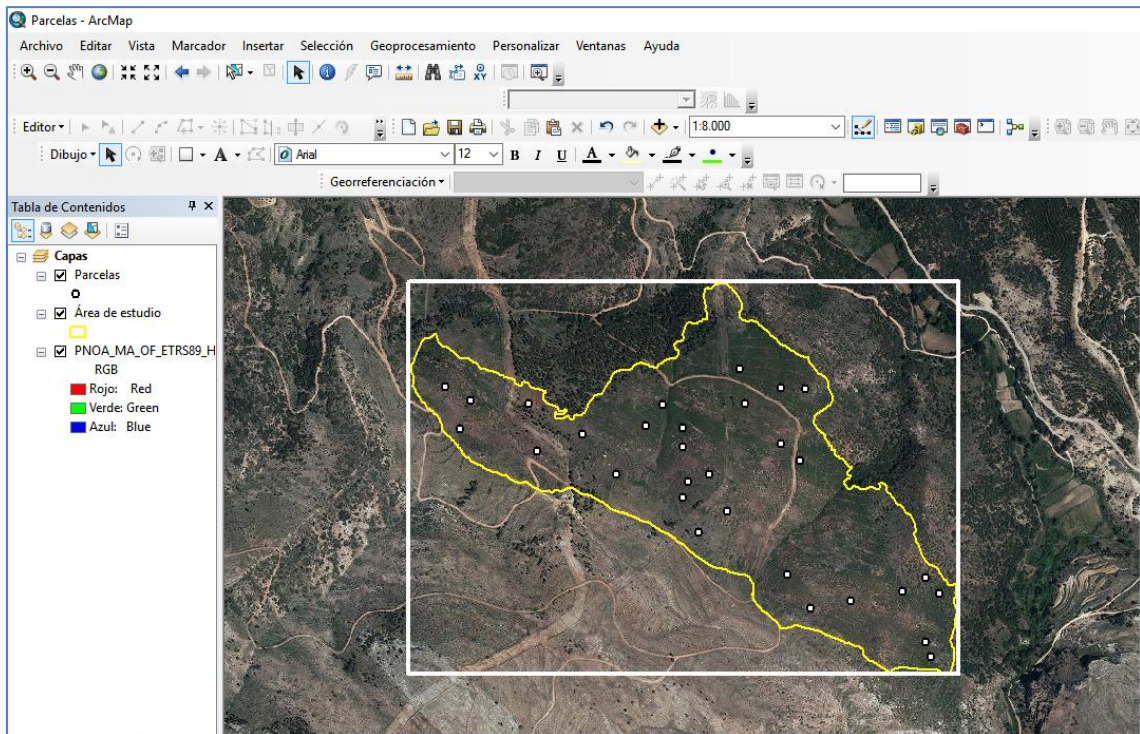 Parcelas - ArcMap
Archivo Editar Vista Marcador Insertar Selección Geoprocesamiento Personalizar Ventanas Ayuda
Editor 1:8.000
Dibujo A Arial 12 B I U A
Georreferenciación
Tabla de Contenidos
Capas
Parcelas
Área de estudio
PNOA_MA_OF_ETRS89_H
RGB
Rojo: Red
Verde: Green
Azul: Blue